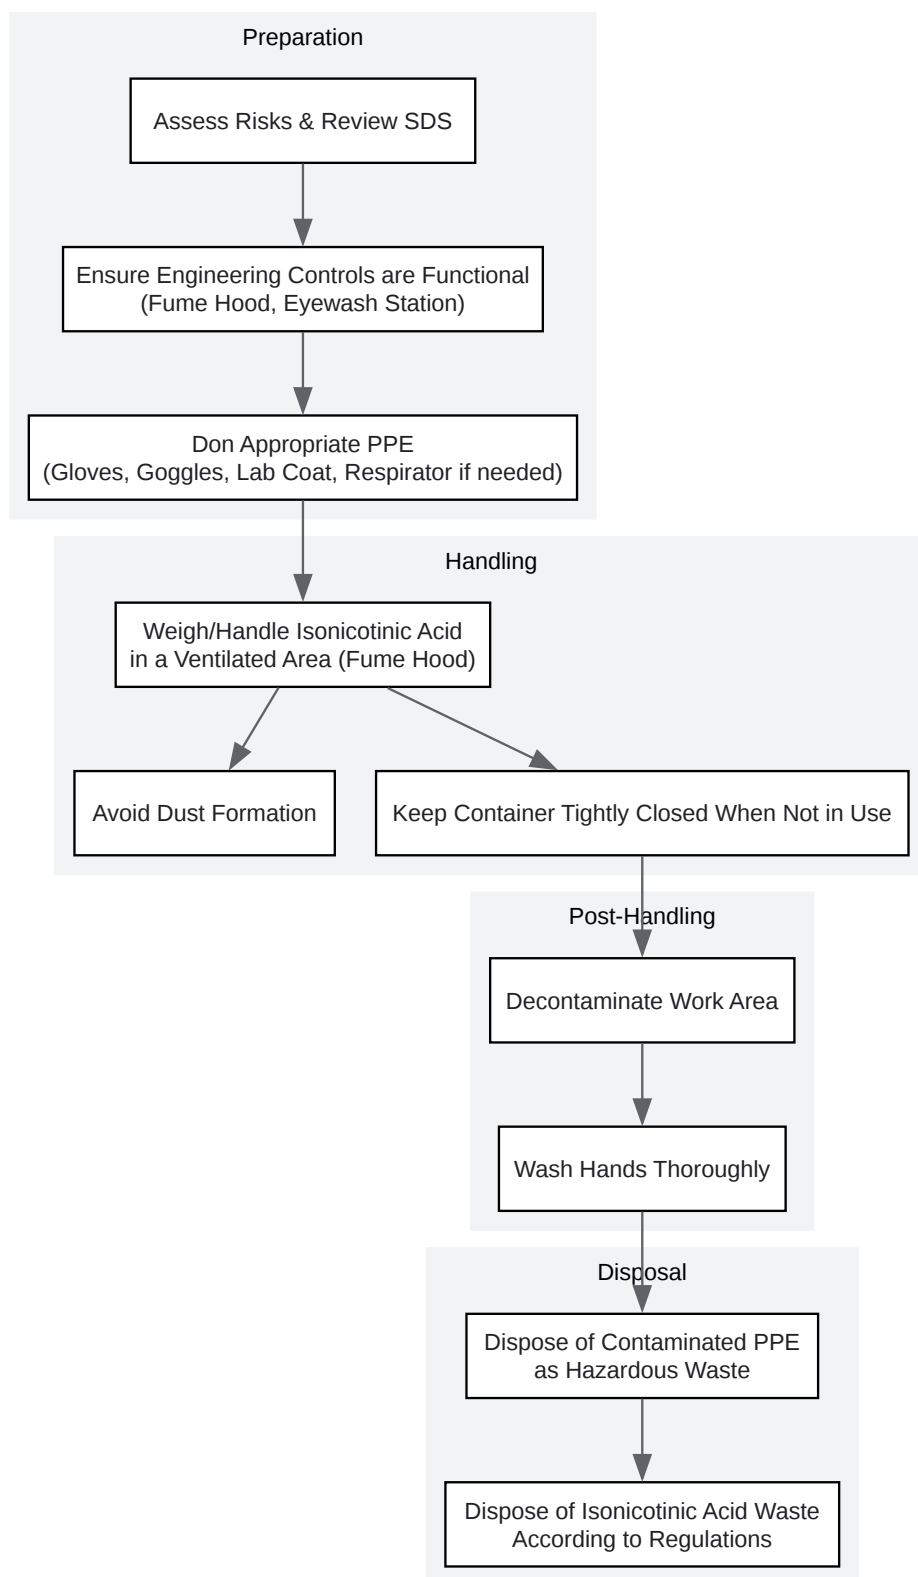 Preparation
Assess Risks & Review SDS
Ensure Engineering Controls are Functional
(Fume Hood, Eyewash Station)
Don Appropriate PPE
(Gloves, Goggles, Lab Coat, Respirator if needed)
Handling
Weigh/Handle Isonicotinic Acid
in a Ventilated Area (Fume Hood)
Avoid Dust Formation
Keep Container Tightly Closed When Not in Use
Post-Handling
Decontaminate Work Area
Wash Hands Thoroughly
Disposal
Dispose of Contaminated PPE
as Hazardous Waste
Dispose of Isonicotinic Acid Waste
According to Regulations